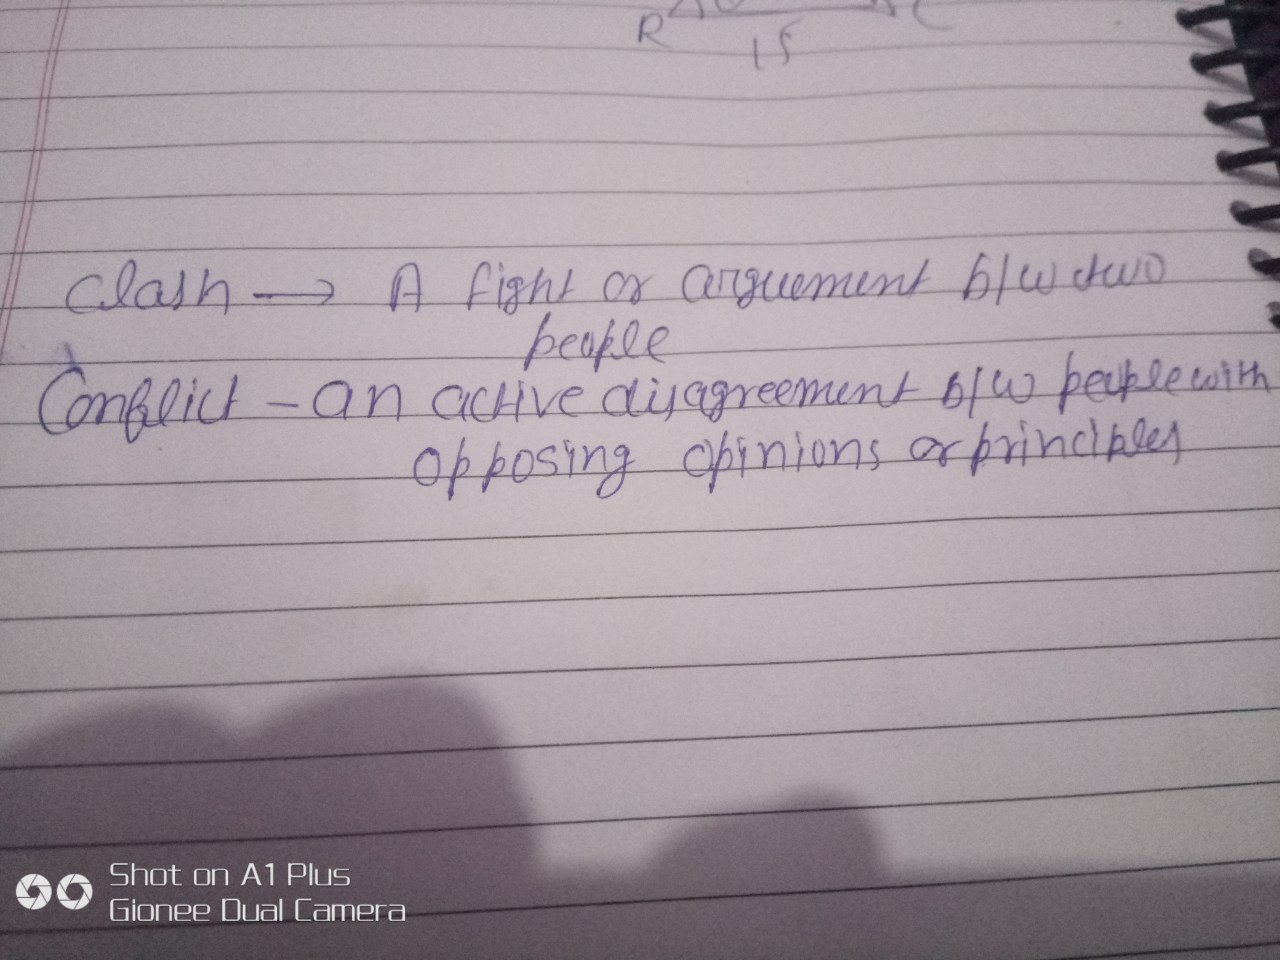 R C
15
Clash → A fight or arguement b/w two
people
Conflict - an active disagreement b/w people with
opposing opinions or principles
Shot on A1 Plus
Gionee Dual Camera